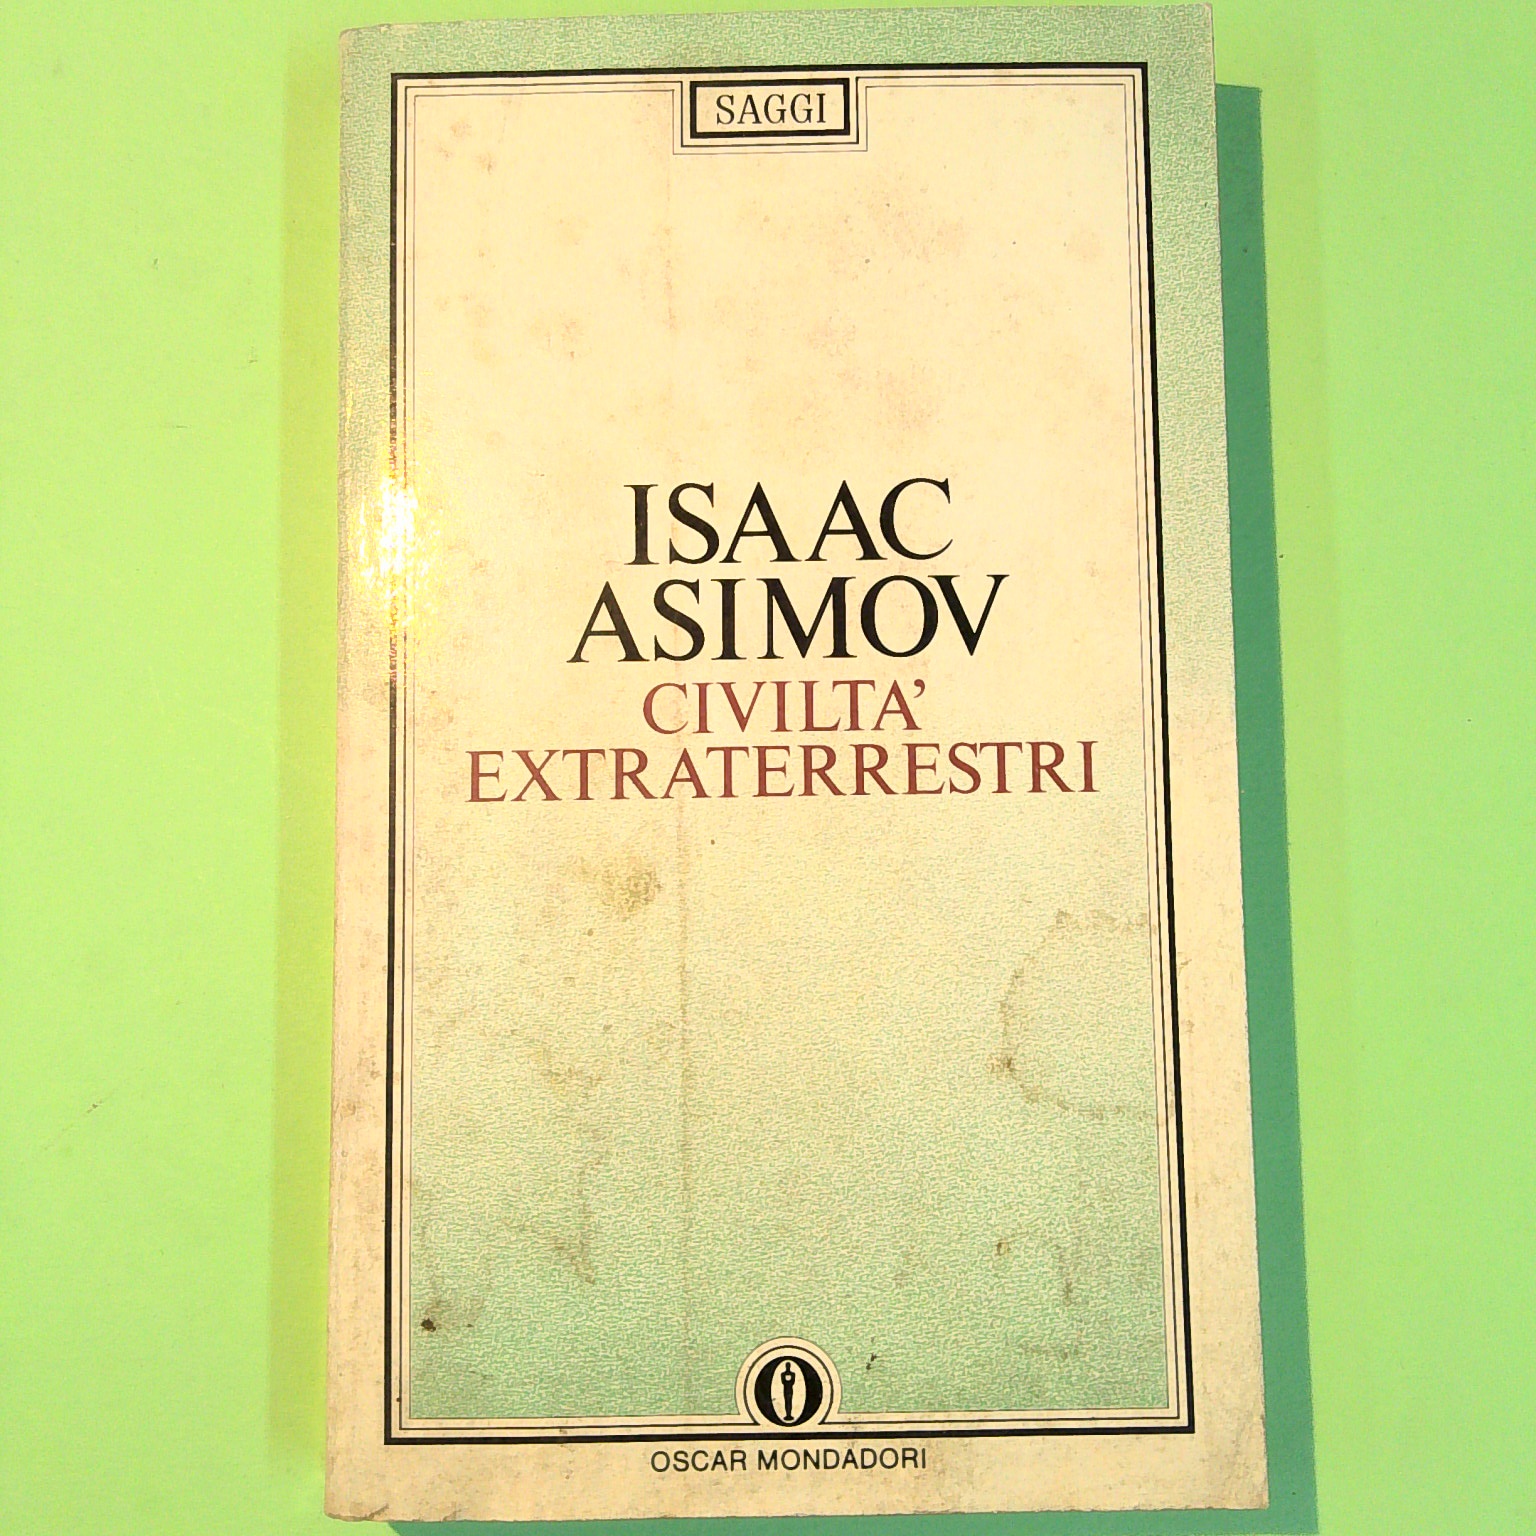 SAGGI
ISAAC
ASIMOV
CIVILTA'
EXTRATERRESTRI
OSCAR MONDADORI